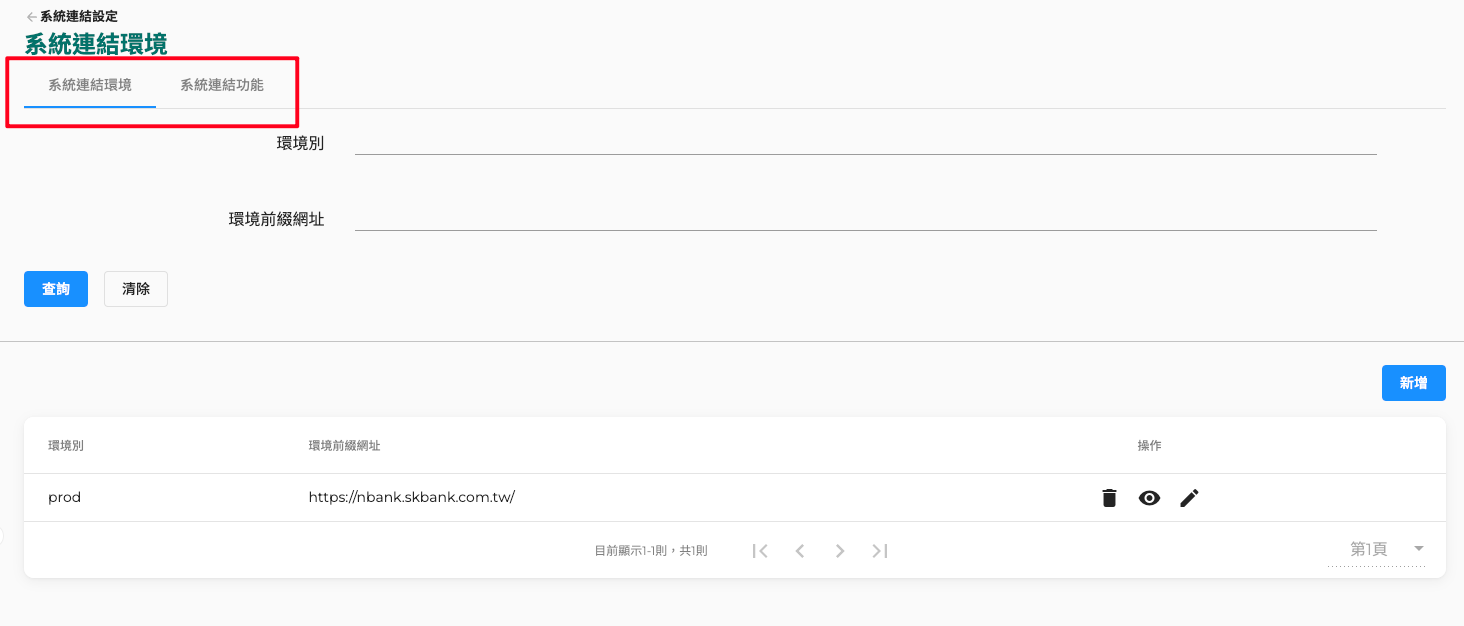 系統連結設定
系統連結環境
系統連結環境 系統連結功能
環境別
環境前綴網址
查詢 清除
新增
環境別 環境前綴網址 操作
prod https://nbank.skbank.com.tw/
目前顯示1-1則，共1則 第1頁